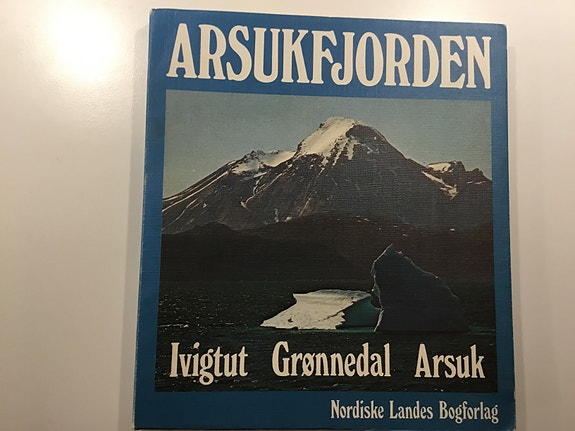 ARSUKFJORDEN
Ivigtut Grønnedal Arsuk
Nordiske Landes Bogforlag